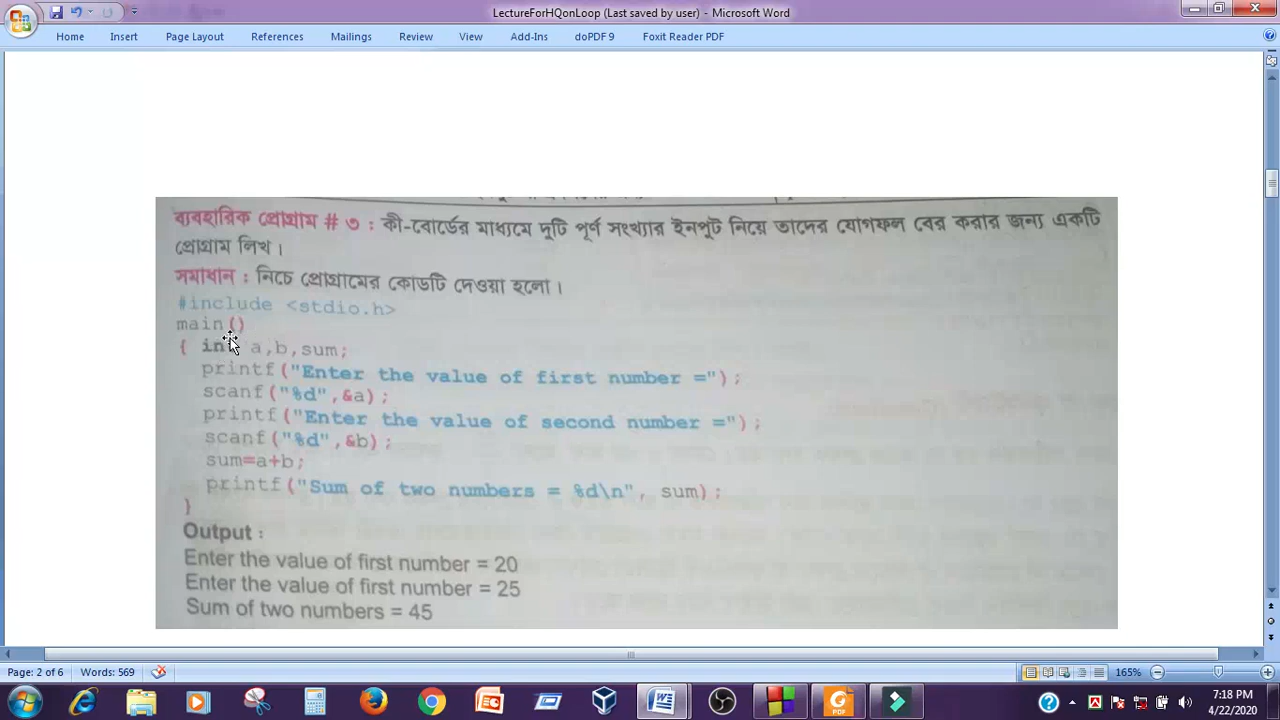 LectureForHQonLoop (Last saved by user) - Microsoft Word
Home Insert Page Layout References Mailings Review View Add-Ins doPDF 9 Foxit Reader PDF
ব্যবহারিক প্রোগ্রাম # ৩ : কী-বোর্ডের মাধ্যমে দুটি পূর্ণ সংখ্যার ইনপুট নিয়ে তাদের যোগফল বের করার জন্য একটি
প্রোগ্রাম লিখ।
সমাধান : নিচে প্রোগ্রামের কোডটি দেওয়া হলো।
#include <stdio.h>
main()
{ int a,b,sum;
printf("Enter the value of first number =");
scanf("%d",&a);
printf("Enter the value of second number =");
scanf("%d",&b);
sum=a+b;
printf("Sum of two numbers = %d\n", sum);
}
Output :
Enter the value of first number = 20
Enter the value of first number = 25
Sum of two numbers = 45
Page: 2 of 6 Words: 569 165%
7:18 PM
4/22/2020